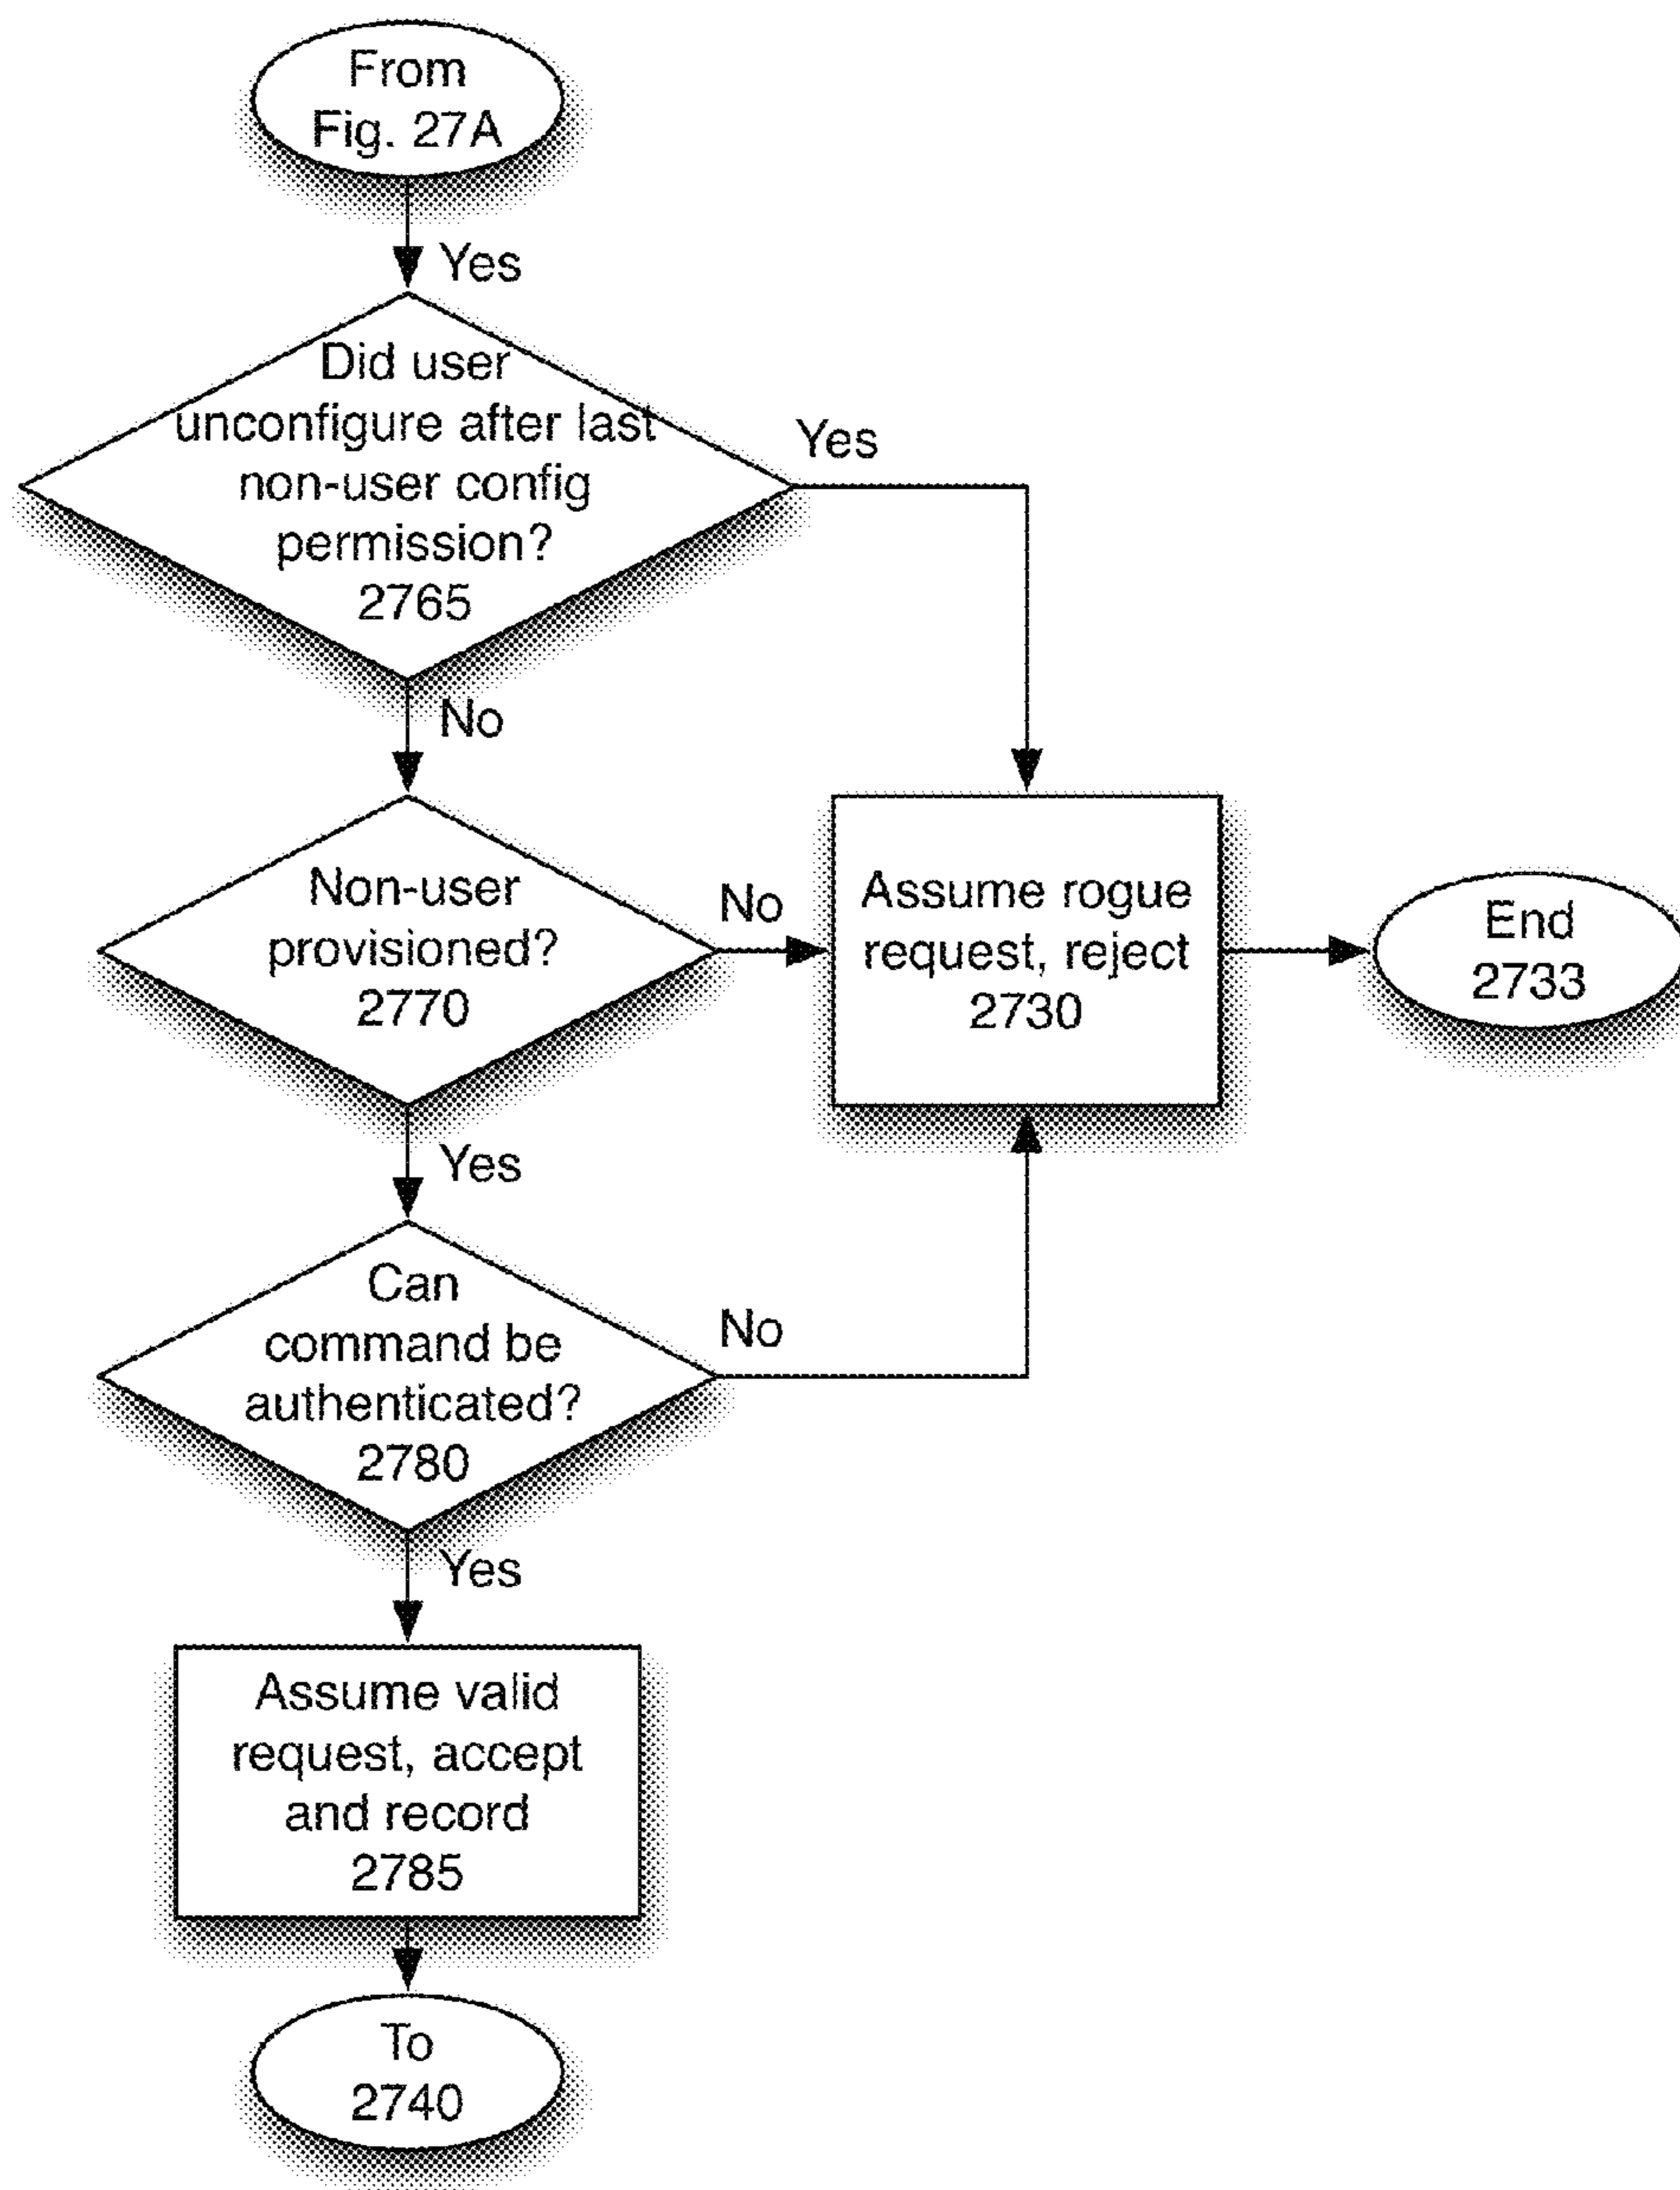 From
Fig. 27A
Yes
Did user
unconfigure after last
non-user config
permission?
2765
Yes
No
Non-user
provisioned?
2770
No
Assume rogue
request, reject
2730
End
2733
Yes
Can
command be
authenticated?
2780
No
Yes
Assume valid
request, accept
and record
2785
To
2740